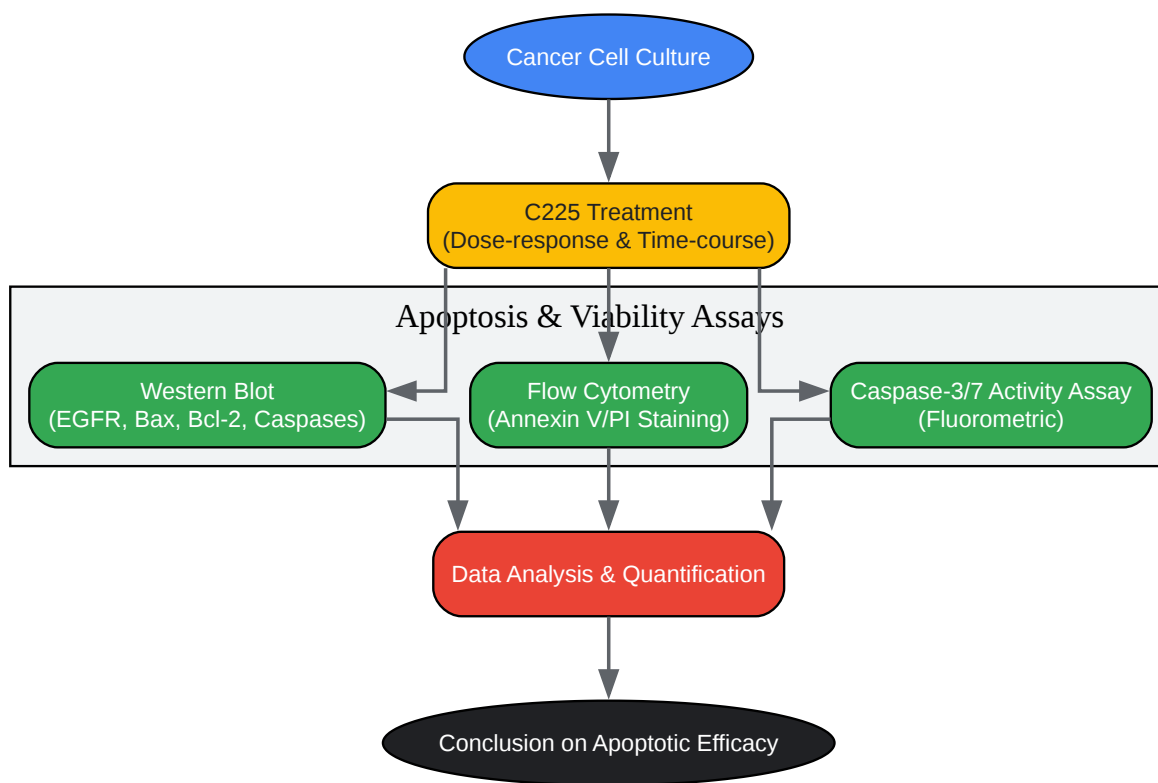 Cancer Cell Culture
C225 Treatment
(Dose-response & Time-course)
Apoptosis & Viability Assays
Western Blot
(EGFR, Bax, Bcl-2, Caspases)
Flow Cytometry
(Annexin V/PI Staining)
Caspase-3/7 Activity Assay
(Fluorometric)
Data Analysis & Quantification
Conclusion on Apoptotic Efficacy